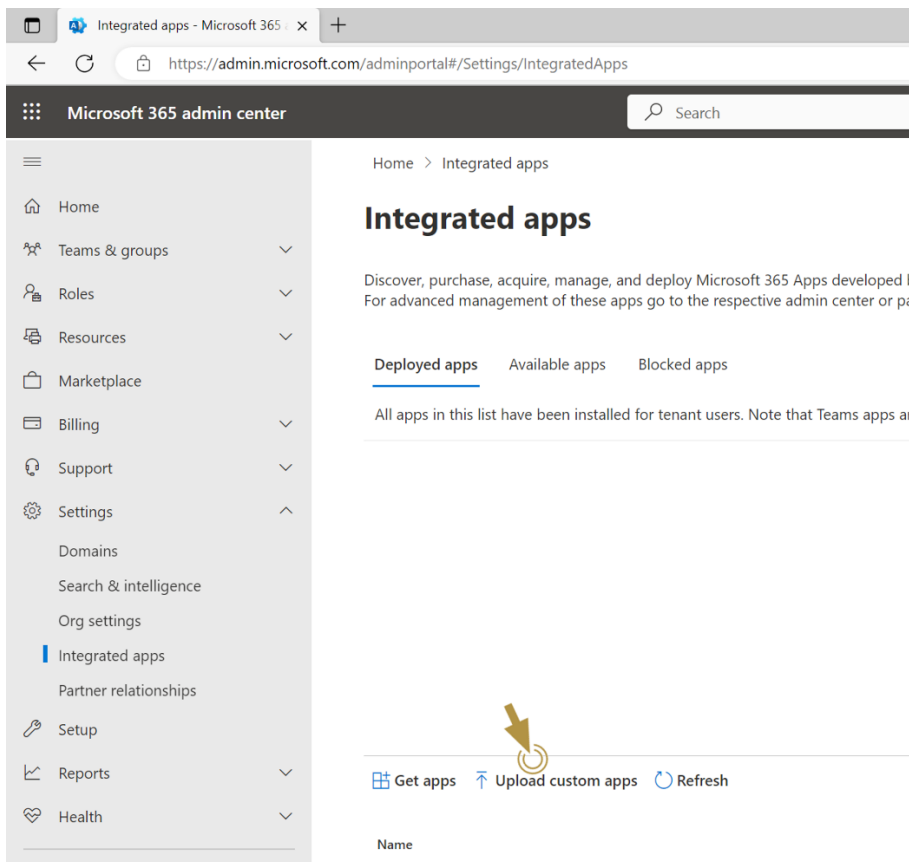 Integrated apps - Microsoft 365
https://admin.microsoft.com/adminportal#/Settings/IntegratedApps
Microsoft 365 admin center
Search
Home
Teams & groups
Roles
Resources
Marketplace
Billing
Support
Settings
Domains
Search & intelligence
Org settings
Integrated apps
Partner relationships
Setup
Reports
Health
Home > Integrated apps
Integrated apps
Discover, purchase, acquire, manage, and deploy Microsoft 365 Apps developed
For advanced management of these apps go to the respective admin center or
Deployed apps Available apps Blocked apps
All apps in this list have been installed for tenant users. Note that Teams apps
Get apps Upload custom apps Refresh
Name